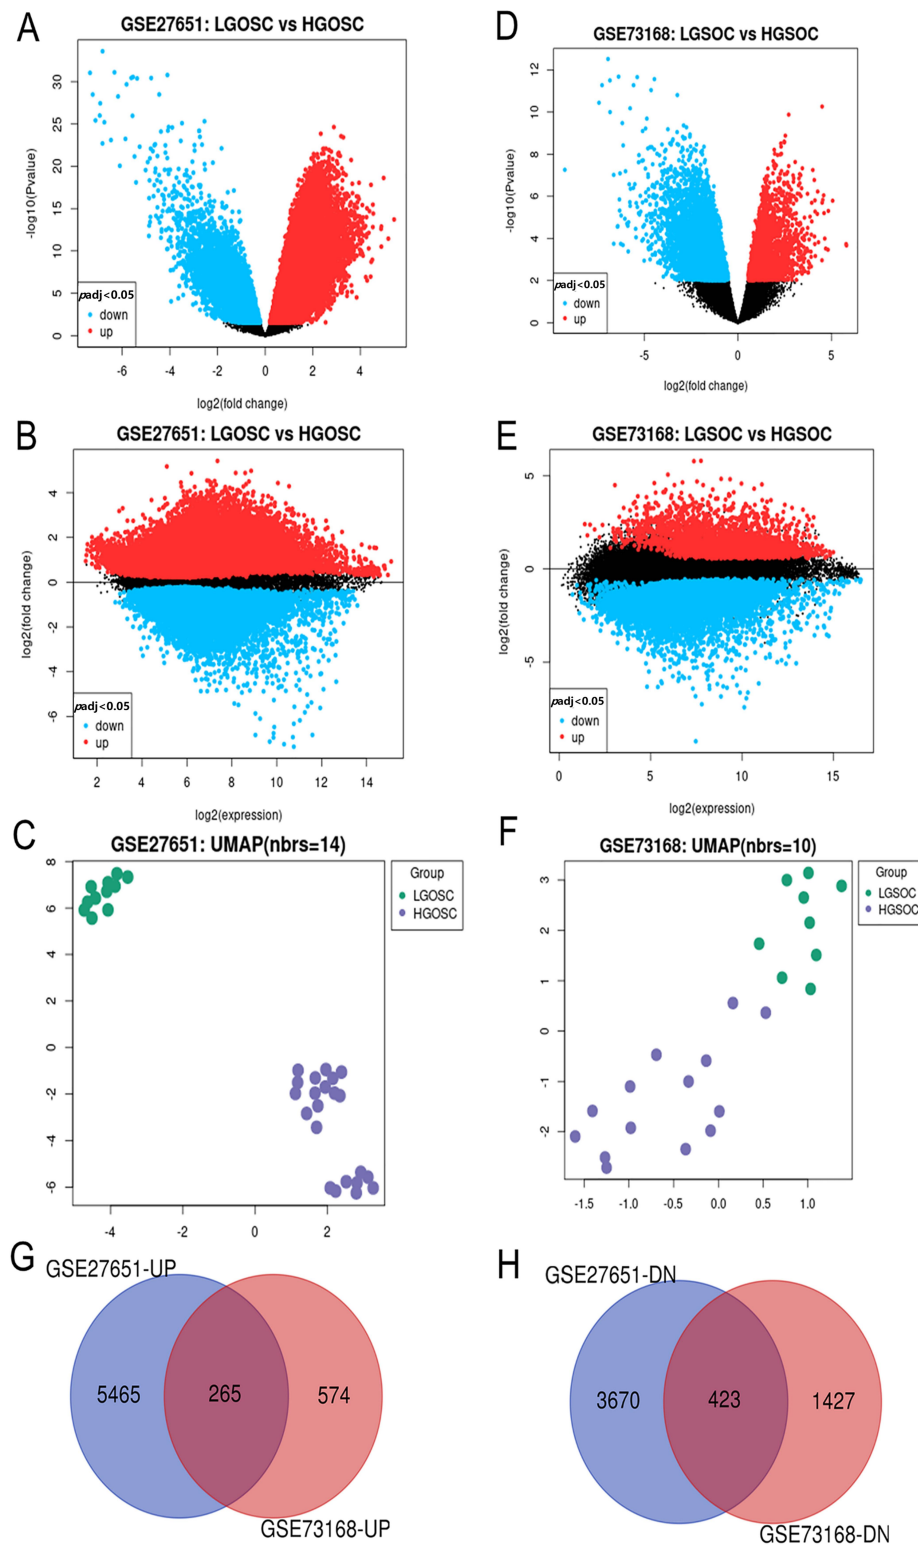 A
GSE27651: LGOSC vs HGOSC
-log10(Pvalue)
30
25
20
15
10
5
0
padj<0.05
down
up
-6
-4
-2
0
2
4
log2(fold change)
D
GSE73168: LGSOC vs HGSOC
-log10(Pvalue)
12
10
8
6
4
2
0
padj<0.05
down
up
-5
0
5
log2(fold change)
B
GSE27651: LGOSC vs HGOSC
log2(fold change)
4
2
0
-2
-4
-6
padj<0.05
down
up
2
4
6
8
10
12
14
log2(expression)
E
GSE73168: LGSOC vs HGSOC
log2(fold change)
5
0
-5
padj<0.05
down
up
0
5
10
15
log2(expression)
C
GSE27651: UMAP(nbrs=14)
8
6
4
2
0
-2
-4
-6
-4
-2
0
2
Group
LGOSC
HGOSC
F
GSE73168: UMAP(nbrs=10)
3
2
1
0
-1
-2
-1.5
-1.0
-0.5
0.0
0.5
1.0
Group
LGSOC
HGSOC
G
GSE27651-UP
5465
265
574
GSE73168-UP
H
GSE27651-DN
3670
423
1427
GSE73168-DN